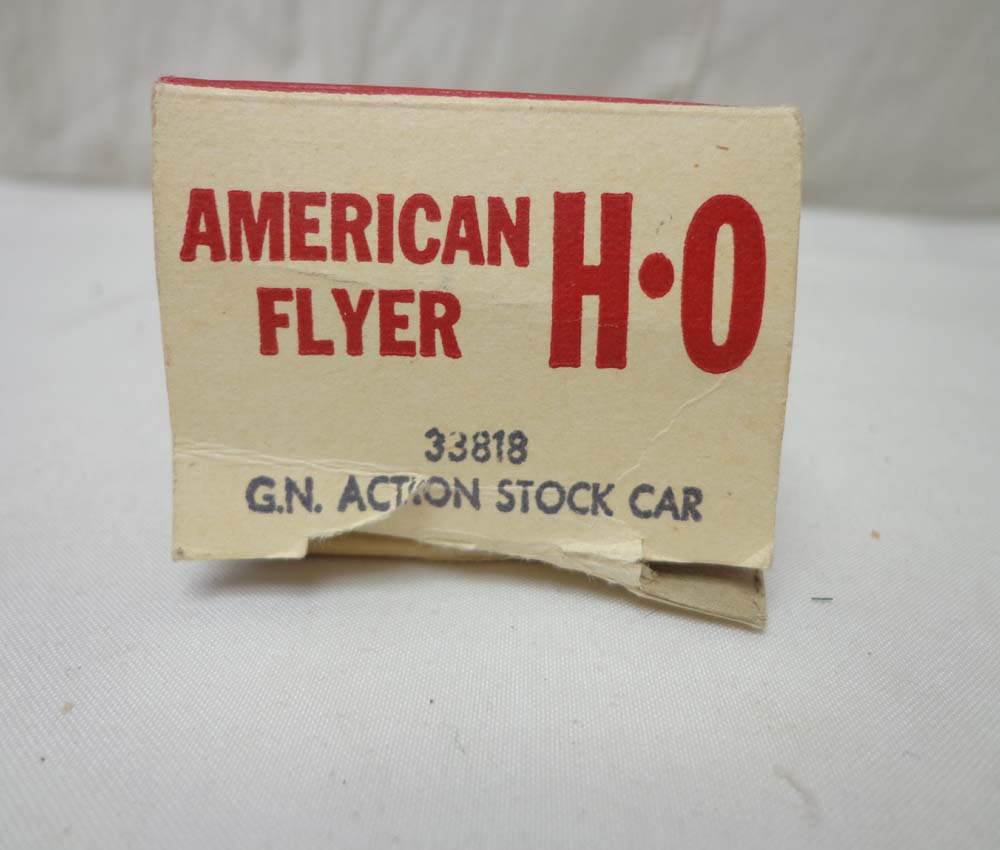 AMERICAN
FLYER
H·O
33818
G.N. ACTION STOCK CAR